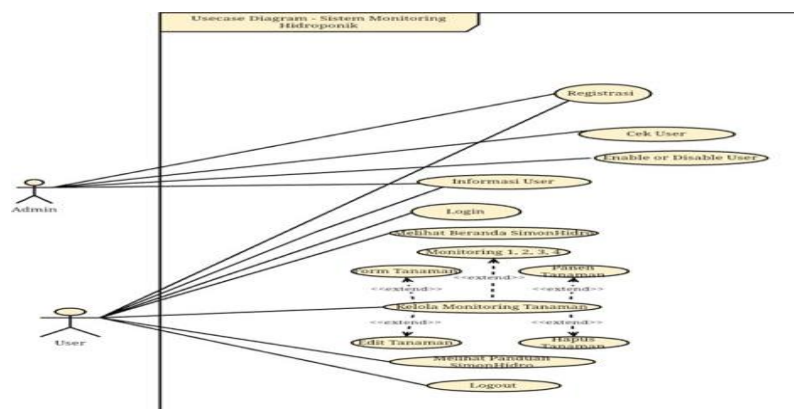 Usecase Diagram - Sistem Monitoring
Hidroponik
Registrasi
Cek User
Enable or Disable User
Informasi User
Admin
Login
Melihat Beranda SimonHidro
Monitoring 1, 2, 3, 4
Form Tanaman
Panen
Tanaman
<<extend>>
<<extend>>
<<extend>>
Kelola Monitoring Tanaman
<<extend>>
<<extend>>
User
Edit Tanaman
Hapus
Tanaman
Melihat Panduan
SimonHidro
Logout